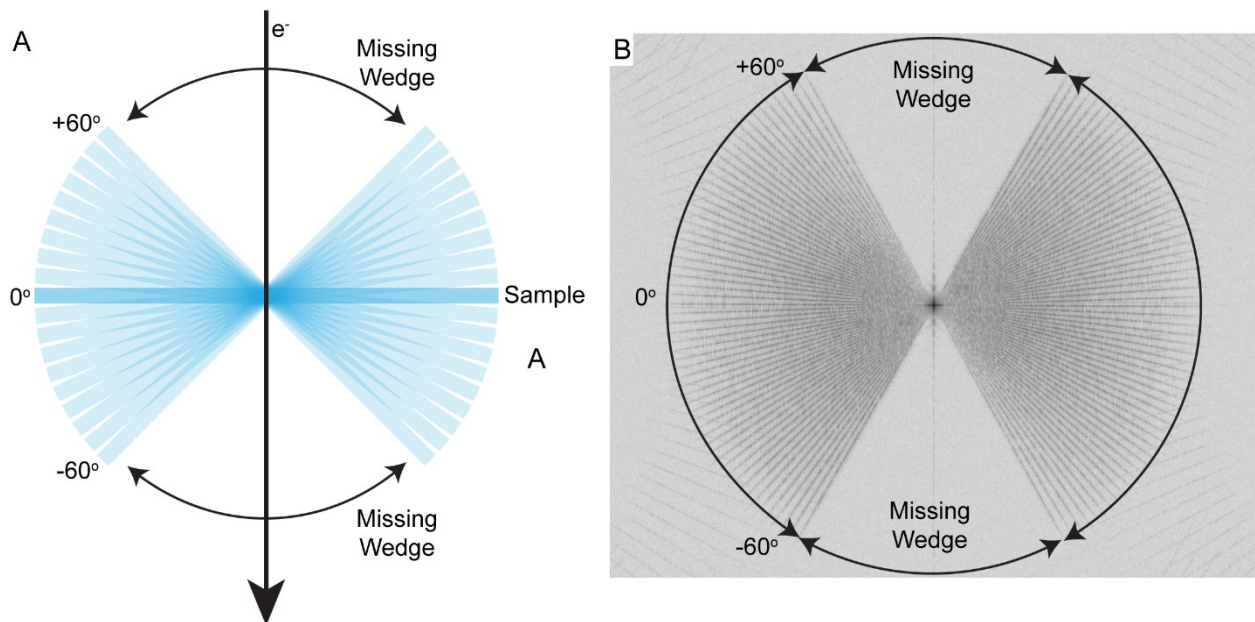 A
e-
Missing
Wedge
+60o
0o
Sample
A
-60o
Missing
Wedge
B
+60o
Missing
Wedge
0o
Missing
Wedge
-60o